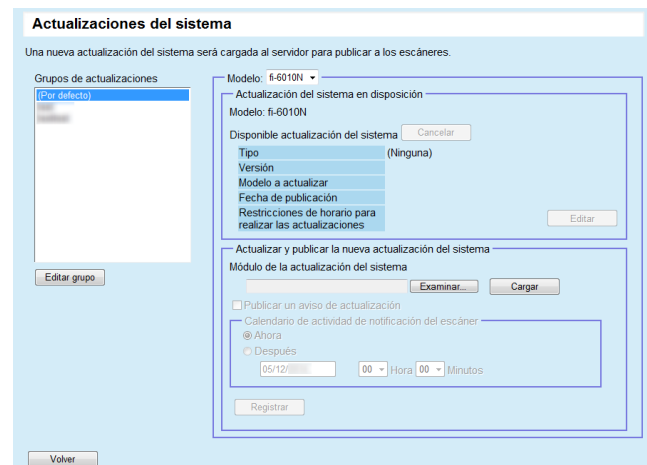 Actualizaciones del sistema
Una nueva actualización del sistema será cargada al servidor para publicar a los escáneres.
Grupos de actualizaciones
(Por defecto)
Editar grupo
Modelo: fi-6010N
Actualización del sistema en disposición
Modelo: fi-6010N
Disponible actualización del sistema Cancelar
Tipo (Ninguna)
Versión
Modelo a actualizar
Fecha de publicación
Restricciones de horario para
realizar las actualizaciones
Editar
Actualizar y publicar la nueva actualización del sistema
Módulo de la actualización del sistema
Examinar... Cargar
Publicar un aviso de actualización
Calendario de actividad de notificación del escáner
Ahora
Después
05/12/ 00 Hora 00 Minutos
Registrar
Volver